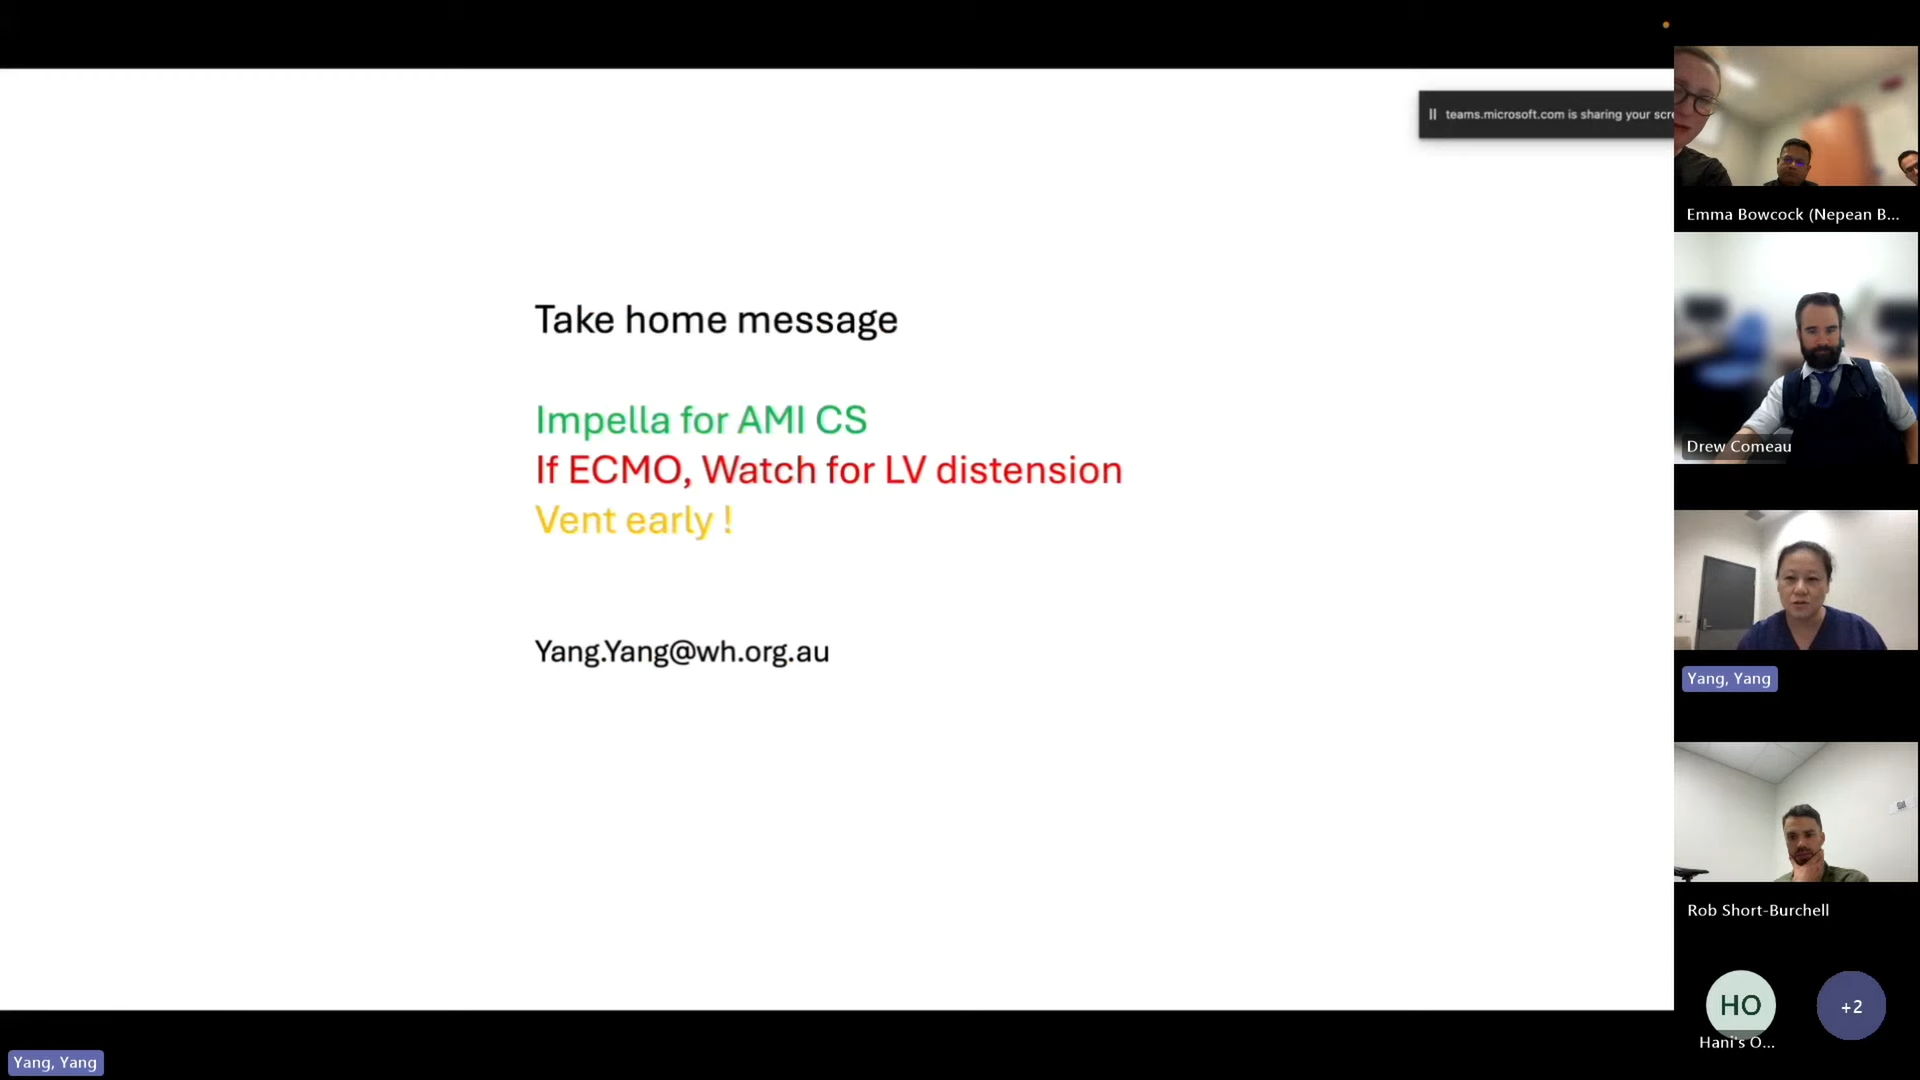 teams.microsoft.com is sharing your scre
Take home message
Impella for AMI CS
If ECMO, Watch for LV distension
Vent early !
Yang.Yang@wh.org.au
Yang, Yang
Emma Bowcock (Nepean B...
Drew Comeau
Yang, Yang
Rob Short-Burchell
HO
Hani's O...
+2